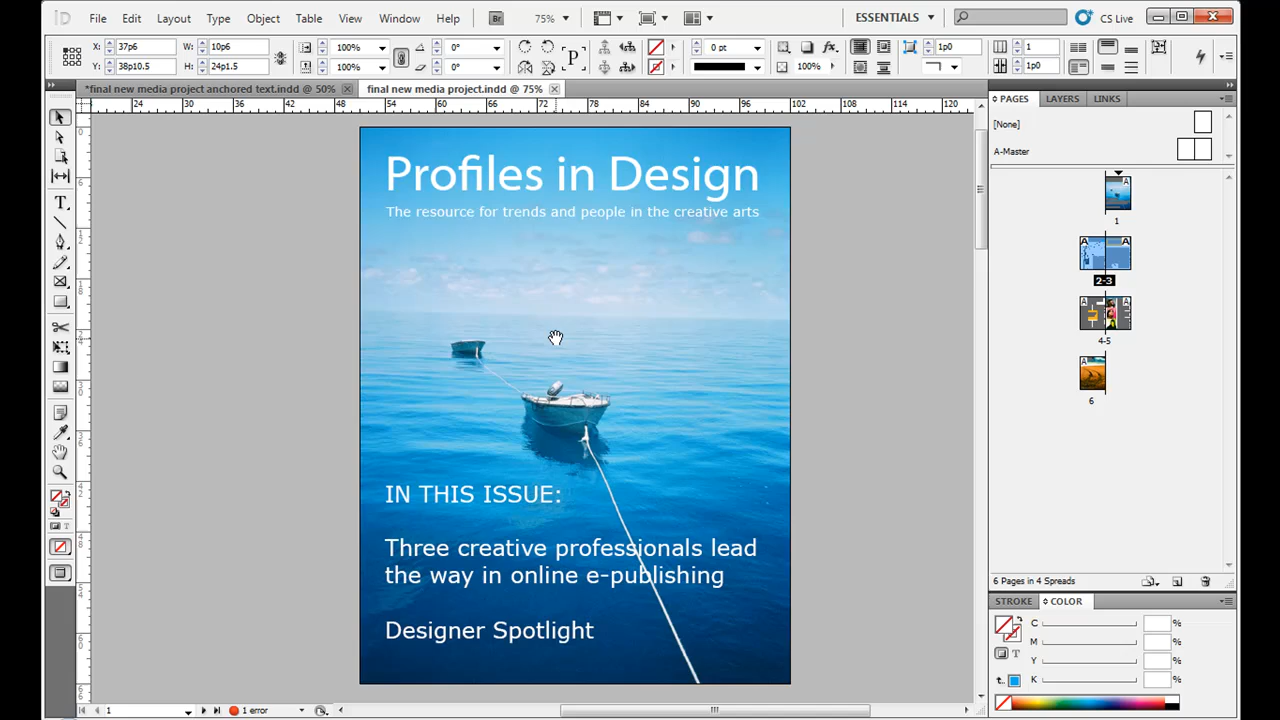 File Edit Layout Type Object Table View Window Help Br 75% ESSENTIALS CS Live
X: 37p6 W: 10p6 100% 0° P fx. 0 pt 1p0 1
Y: 38p10.5 H: 24p1.5 100% 0° 100% 1p0
*final new media project anchored text.indd @ 50% final new media project.indd @ 75%
24 30 36 42 48 54 60 66 72 78 84 90 96 102 108 114 120
PAGES LAYERS LINKS
[None]
A-Master
1
2-3
4-5
6
Profiles in Design
The resource for trends and people in the creative arts
IN THIS ISSUE:
Three creative professionals lead
the way in online e-publishing
Designer Spotlight
6 Pages in 4 Spreads
STROKE COLOR
C %
M %
Y %
K %
1 1 error